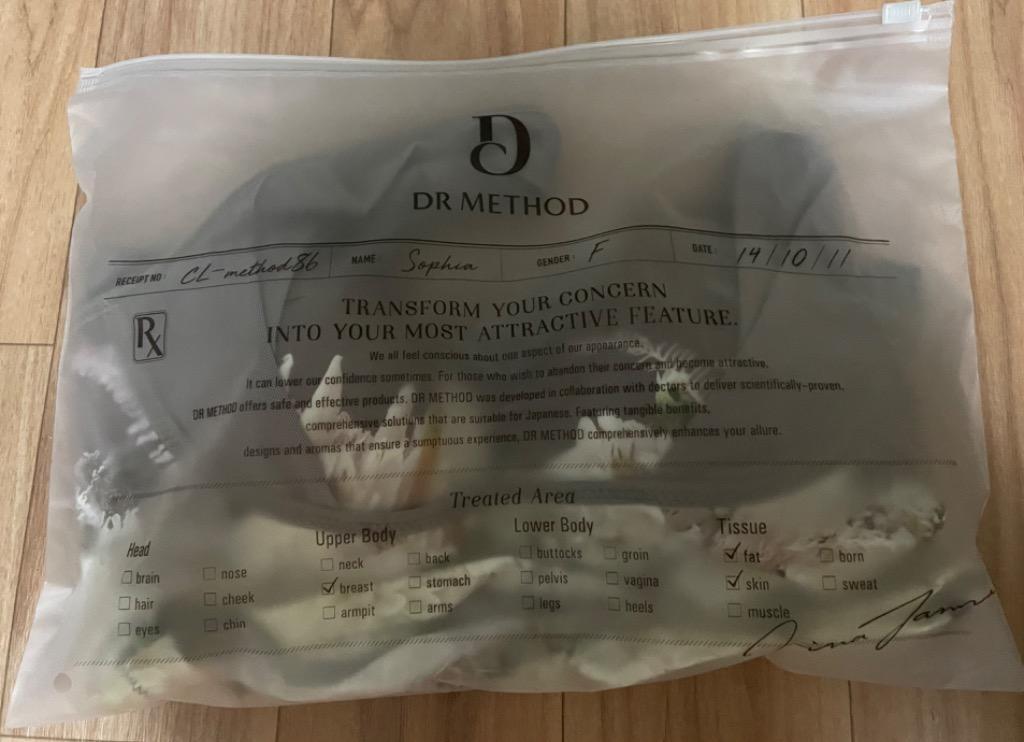 DR METHOD
RECEIPT NO: CL-method86 NAME: Sophia GENDER: F DATE: 14/10/11
TRANSFORM YOUR CONCERN
INTO YOUR MOST ATTRACTIVE FEATURE.
Rx
We all feel conscious about one aspect of our appearance.
It can lower our confidence sometimes. For those who wish to abandon their concern and become attractive,
DR METHOD offers safe and effective products. DR METHOD was developed in collaboration with doctors to deliver scientifically-proven,
comprehensive solutions that are suitable for Japanese. Featuring tangible benefits,
designs and aromas that ensure a sumptuous experience, DR METHOD comprehensively enhances your allure.
Treated Area
Head
brain nose
hair cheek
eyes chin
Upper Body
neck back
breast stomach
armpit arms
Lower Body
buttocks groin
pelvis vagina
legs heels
Tissue
fat born
skin sweat
muscle